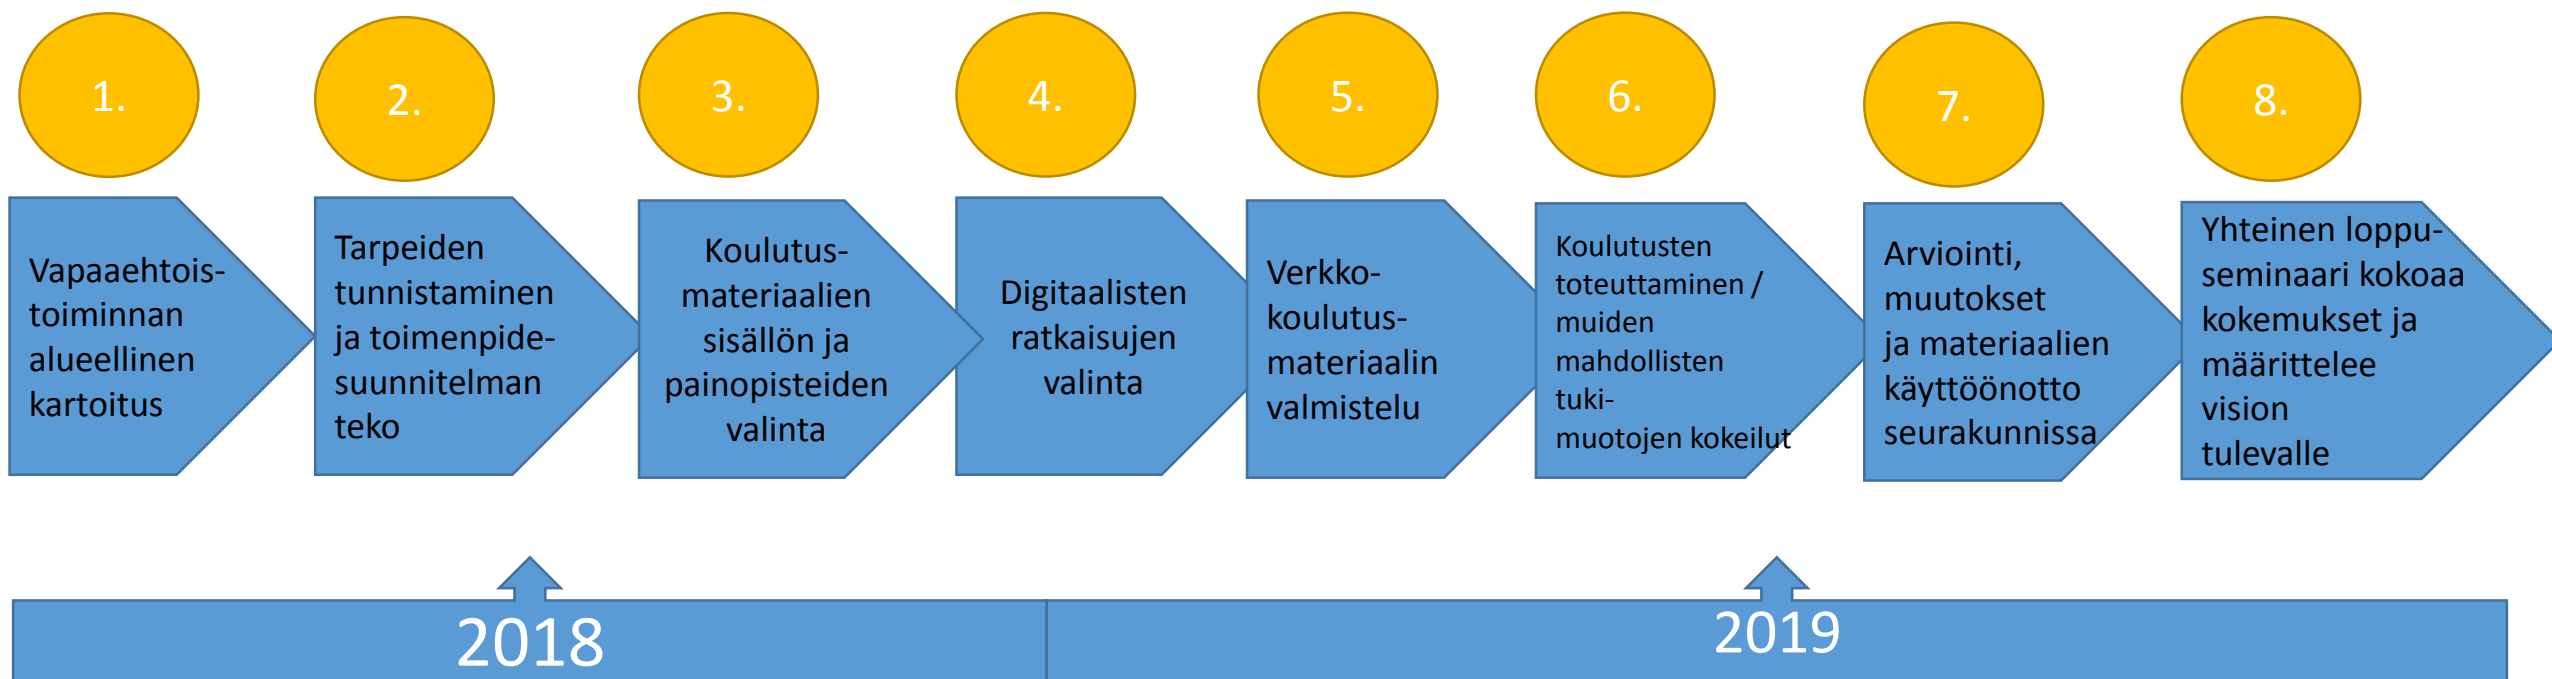 1.
2.
3.
4.
5.
6.
7.
8.
Vapaaehtois-
toiminnan
alueellinen
kartoitus
Tarpeiden
tunnistaminen
ja toimenpide-
suunnitelman
teko
Koulutus-
materiaalien
sisällön ja
painopisteiden
valinta
Digitaalisten
ratkaisujen
valinta
Verkko-
koulutus-
materiaalin
valmistelu
Koulutusten
toteuttaminen /
muiden
mahdollisten
tuki-
muotojen kokeilut
Arviointi,
muutokset
ja materiaalien
käyttöönotto
seurakunnissa
Yhteinen loppu-
seminaari kokoaa
kokemukset ja
määrittelee
vision
tulevalle
2018
2019